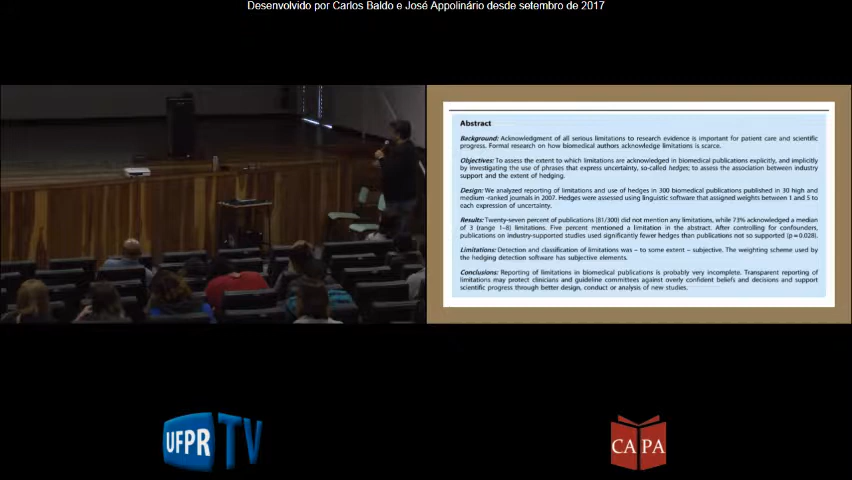 Desenvolvido por Carlos Baldo e José Appolinário desde setembro de 2017
Abstract
Background: Acknowledgment of all serious limitations to research evidence is important for patient care and scientific
progress. Formal research on how biomedical authors acknowledge limitations is scarce.
Objectives: To assess the extent to which limitations are acknowledged in biomedical publications explicitly, and implicitly
by investigating the use of phrases that express uncertainty, so-called hedges; to assess the association between industry
support and the extent of hedging.
Design: We analyzed reporting of limitations and use of hedges in 300 biomedical publications published in 30 high and
medium -ranked journals in 2007. Hedges were assessed using linguistic software that assigned weights between 1 and 5 to
each expression of uncertainty.
Results: Twenty-seven percent of publications (81/300) did not mention any limitations, while 73% acknowledged a median
of 3 (range 1–8) limitations. Five percent mentioned a limitation in the abstract. After controlling for confounders,
publications on industry-supported studies used significantly fewer hedges than publications not so supported (p=0.028).
Limitations: Detection and classification of limitations was – to some extent – subjective. The weighting scheme used by
the hedging detection software has subjective elements.
Conclusions: Reporting of limitations in biomedical publications is probably very incomplete. Transparent reporting of
limitations may protect clinicians and guideline committees against overly confident beliefs and decisions and support
scientific progress through better design, conduct or analysis of new studies.
UFPR TV
CAPA